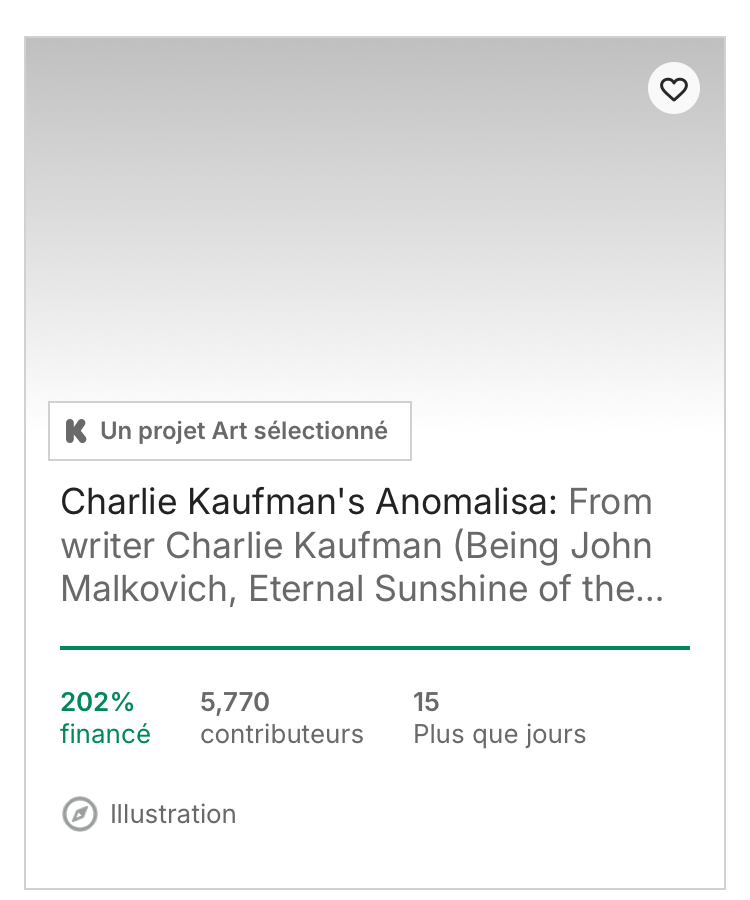 Un projet Art sélectionné
Charlie Kaufman's Anomalisa: From
writer Charlie Kaufman (Being John
Malkovich, Eternal Sunshine of the...
202%
financé
5,770
contributeurs
15
Plus que jours
Illustration